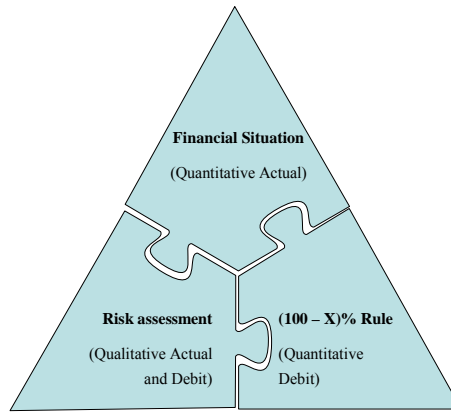 Financial Situation
(Quantitative Actual)
Risk assessment
(Qualitative Actual
and Debit)
(100 – X)% Rule
(Quantitative
Debit)